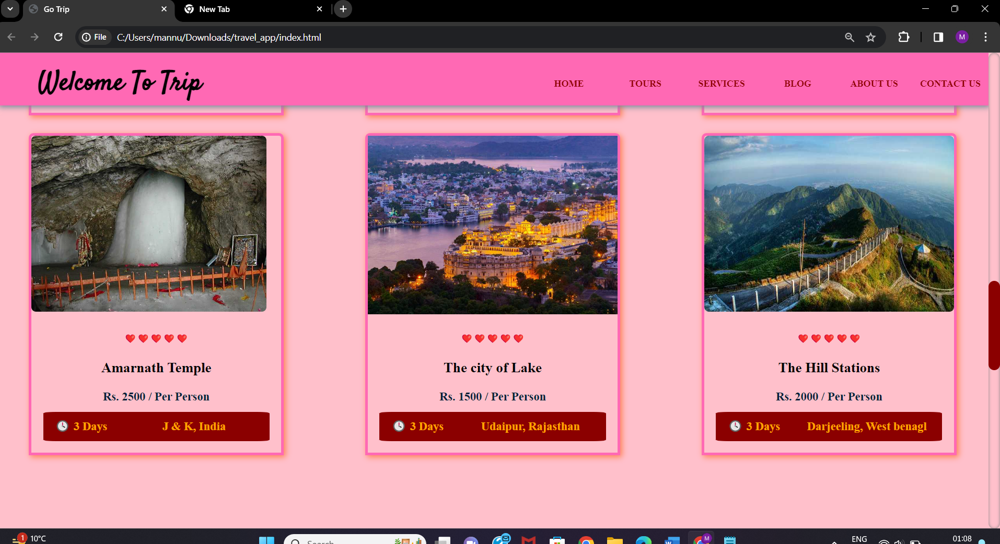 Go Trip
New Tab
File
C:/Users/mannu/Downloads/travel_app/index.html
M
Welcome To Trip
HOME
TOURS
SERVICES
BLOG
ABOUT US
CONTACT US
Amarnath Temple
Rs. 2500 / Per Person
3 Days
J & K, India
The city of Lake
Rs. 1500 / Per Person
3 Days
Udaipur, Rajasthan
The Hill Stations
Rs. 2000 / Per Person
3 Days
Darjeeling, West benagl
1
10°C
Search
W
M
ENG
01:08